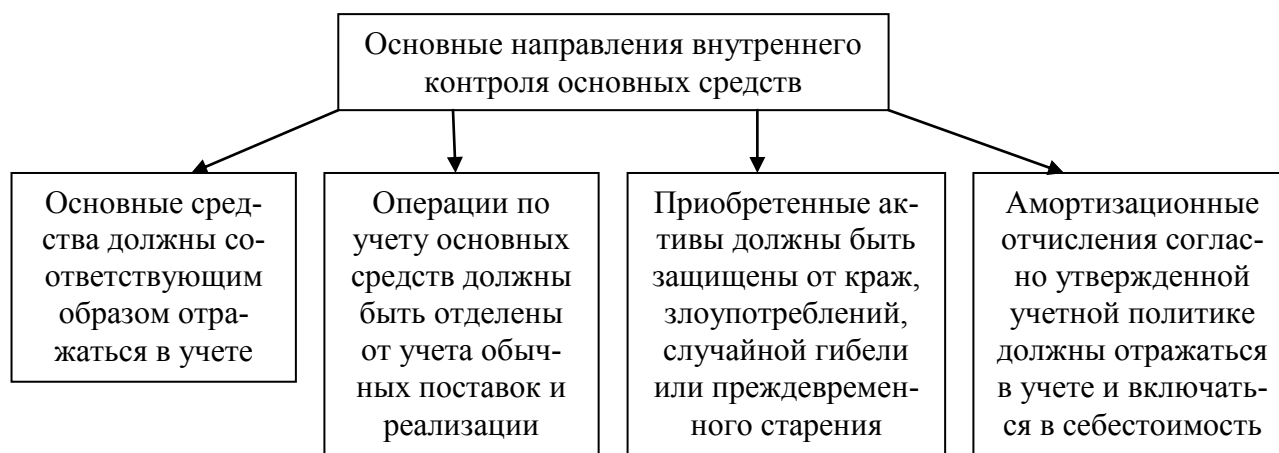 Основные направления внутреннего
контроля основных средств
Основные сред-
ства должны со-
ответствующим
образом отра-
жаться в учете
Операции по
учету основных
средств должны
быть отделены
от учета обыч-
ных поставок и
реализации
Приобретенные ак-
тивы должны быть
защищены от краж,
злоупотреблений,
случайной гибели
или преждевремен-
ного старения
Амортизационные
отчисления соглас-
но утвержденной
учетной политике
должны отражаться
в учете и включать-
ся в себестоимость